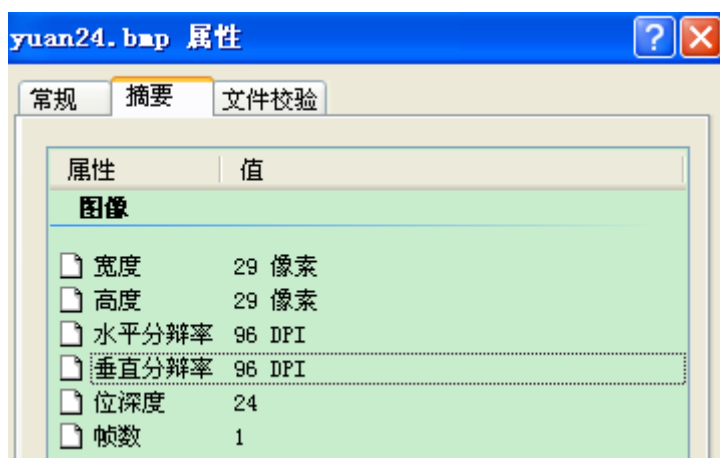 yuan24.bmp 属性
常规 摘要 文件校验
属性 值
图像
宽度 29 像素
高度 29 像素
水平分辩率 96 DPI
垂直分辩率 96 DPI
位深度 24
帧数 1